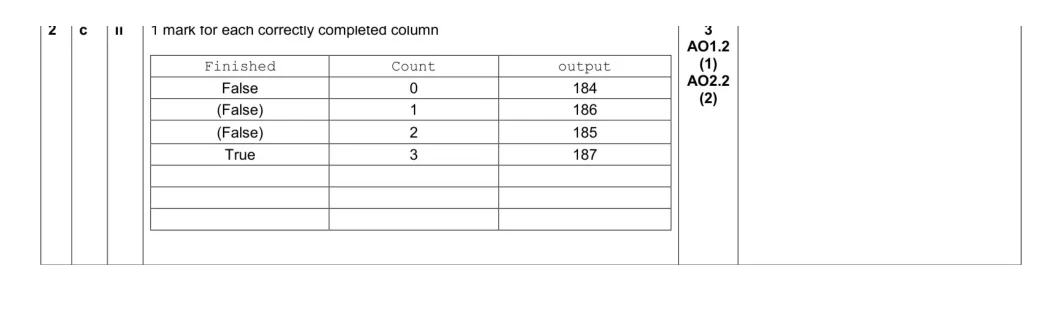 2 c ii 1 mark for each correctly completed column 3
AO1.2
(1)
AO2.2
(2)
Finished Count output
False 0 184
(False) 1 186
(False) 2 185
True 3 187